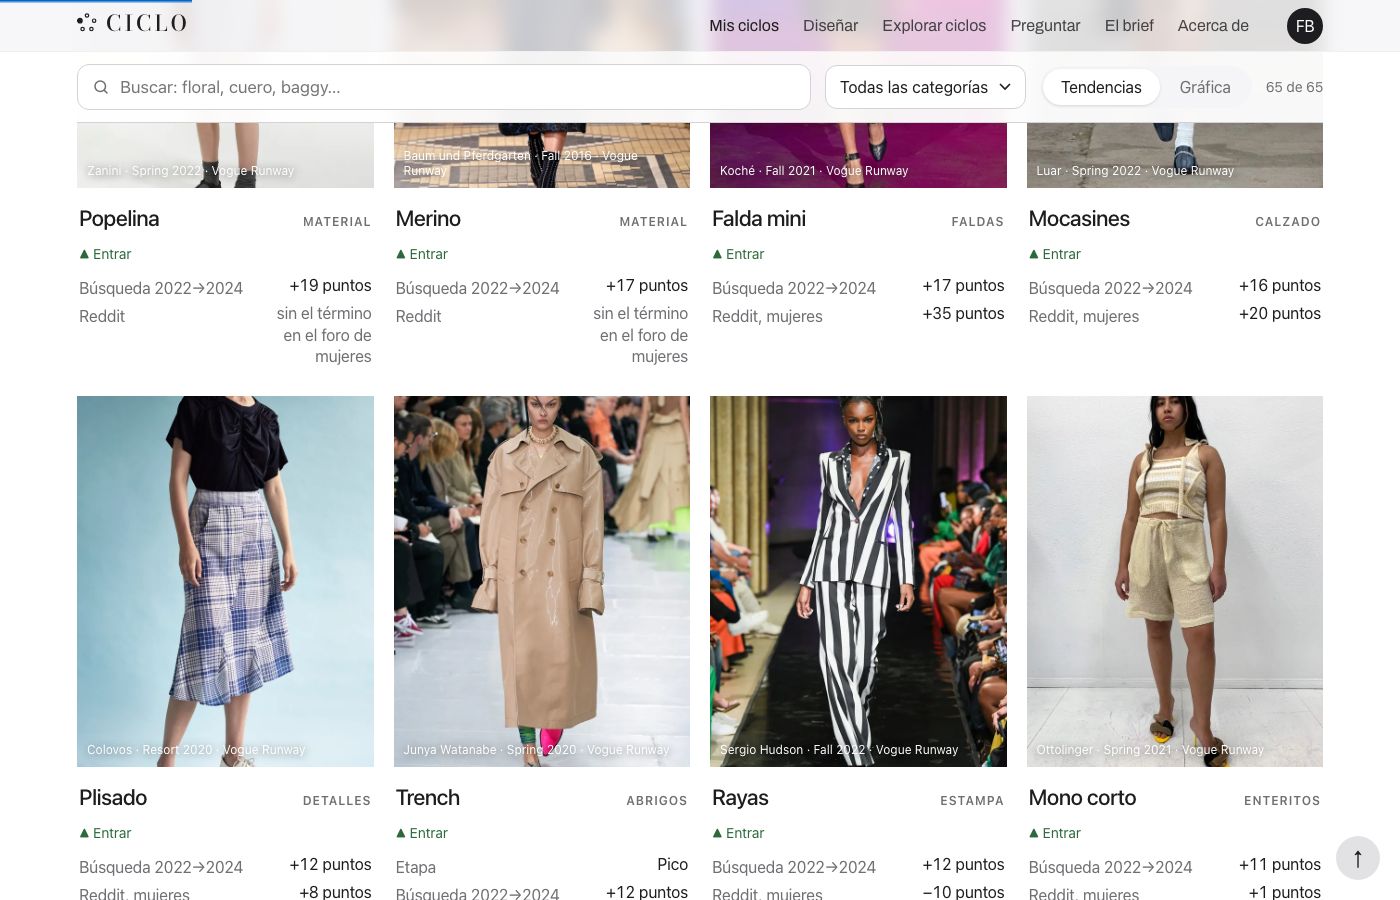 CICLO
Mis ciclos
Diseñar
Explorar ciclos
Preguntar
El brief
Acerca de
FB
Buscar: floral, cuero, baggy...
Todas las categorías
Tendencias
Gráfica
65 de 65
Zanini · Spring 2022 · Vogue Runway
Baum und Pferdgarten · Fall 2016 · Vogue
Runway
Koché · Fall 2021 · Vogue Runway
Luar · Spring 2022 · Vogue Runway
Popelina
MATERIAL
▲ Entrar
Búsqueda 2022→2024
+19 puntos
Reddit
sin el término
en el foro de
mujeres
Merino
MATERIAL
▲ Entrar
Búsqueda 2022→2024
+17 puntos
Reddit
sin el término
en el foro de
mujeres
Falda mini
FALDAS
▲ Entrar
Búsqueda 2022→2024
+17 puntos
Reddit, mujeres
+35 puntos
Mocasines
CALZADO
▲ Entrar
Búsqueda 2022→2024
+16 puntos
Reddit, mujeres
+20 puntos
Colovos · Resort 2020 · Vogue Runway
Junya Watanabe · Spring 2020 · Vogue Runway
Sergio Hudson · Fall 2022 · Vogue Runway
Ottolinger · Spring 2021 · Vogue Runway
Plisado
DETALLES
▲ Entrar
Búsqueda 2022→2024
+12 puntos
Reddit, mujeres
+8 puntos
Trench
ABRIGOS
▲ Entrar
Etapa
Pico
Búsqueda 2022→2024
+12 puntos
Rayas
ESTAMPA
▲ Entrar
Búsqueda 2022→2024
+12 puntos
Reddit, mujeres
−10 puntos
Mono corto
ENTERITOS
▲ Entrar
Búsqueda 2022→2024
+11 puntos
Reddit, mujeres
+1 puntos
↑